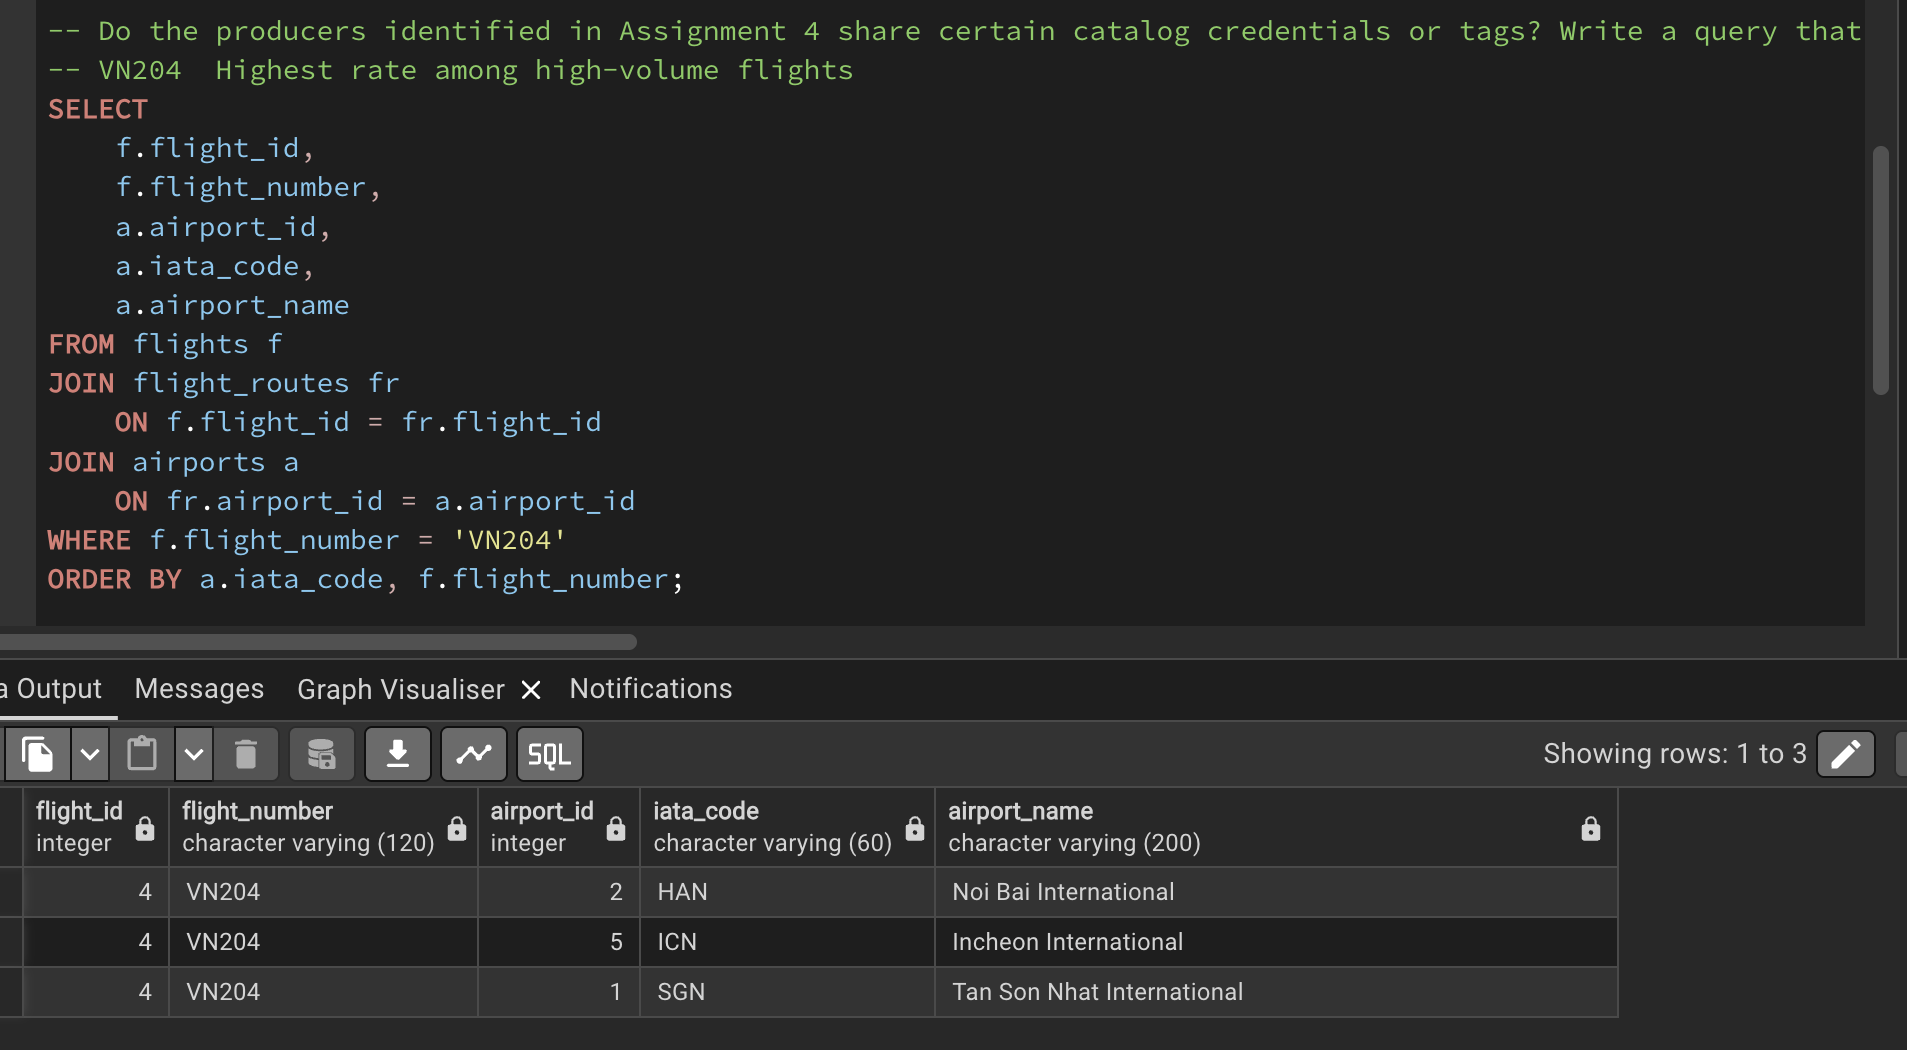 -- Do the producers identified in Assignment 4 share certain catalog credentials or tags? Write a query that
-- VN204  Highest rate among high-volume flights
SELECT
    f.flight_id,
    f.flight_number,
    a.airport_id,
    a.iata_code,
    a.airport_name
FROM flights f
JOIN flight_routes fr
    ON f.flight_id = fr.flight_id
JOIN airports a
    ON fr.airport_id = a.airport_id
WHERE f.flight_number = 'VN204'
ORDER BY a.iata_code, f.flight_number;
a Output Messages Graph Visualiser × Notifications
SQL Showing rows: 1 to 3
flight_id flight_number airport_id iata_code airport_name
integer character varying (120) integer character varying (60) character varying (200)
4 VN204 2 HAN Noi Bai International
4 VN204 5 ICN Incheon International
4 VN204 1 SGN Tan Son Nhat International